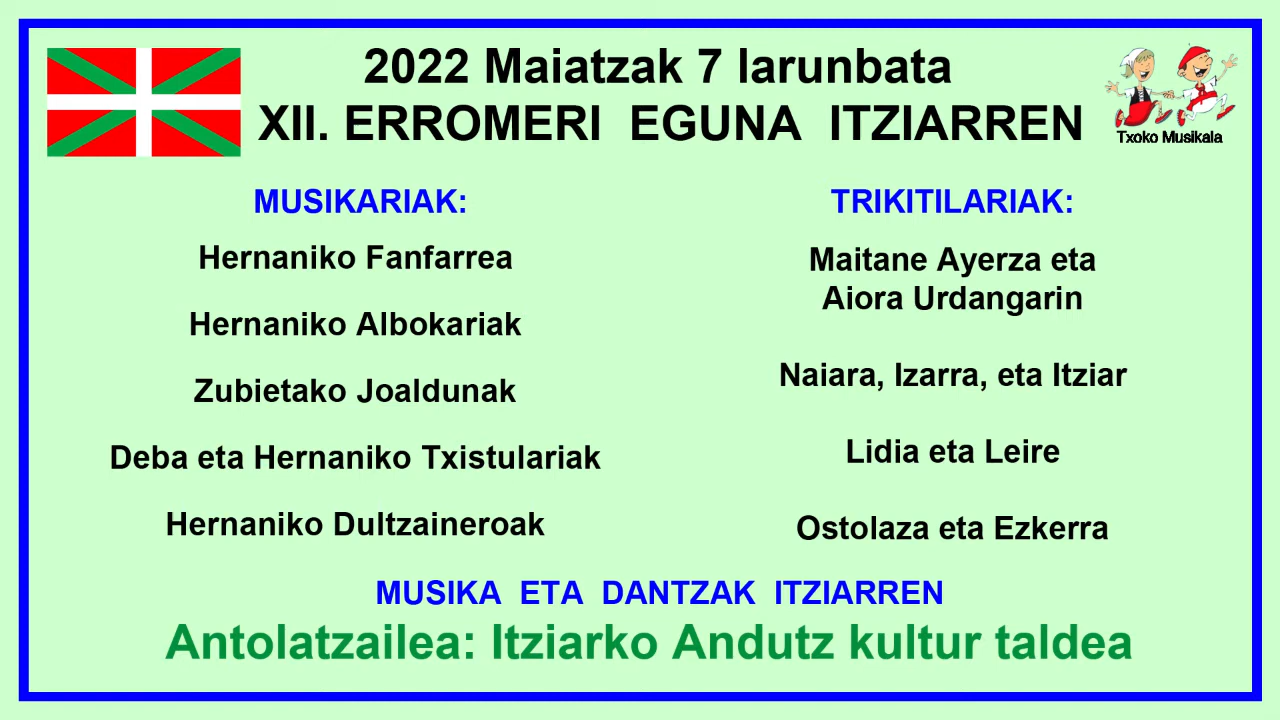 2022 Maiatzak 7 larunbata
XII. ERROMERI EGUNA ITZIARREN
Txoko Musikala
MUSIKARIAK:
Hernaniko Fanfarrea
Hernaniko Albokariak
Zubietako Joaldunak
Deba eta Hernaniko Txistulariak
Hernaniko Dultzaineroak
TRIKITILARIAK:
Maitane Ayerza eta
Aiora Urdangarin
Naiara, Izarra, eta Itziar
Lidia eta Leire
Ostolaza eta Ezkerra
MUSIKA ETA DANTZAK ITZIARREN
Antolatzailea: Itziarko Andutz kultur taldea